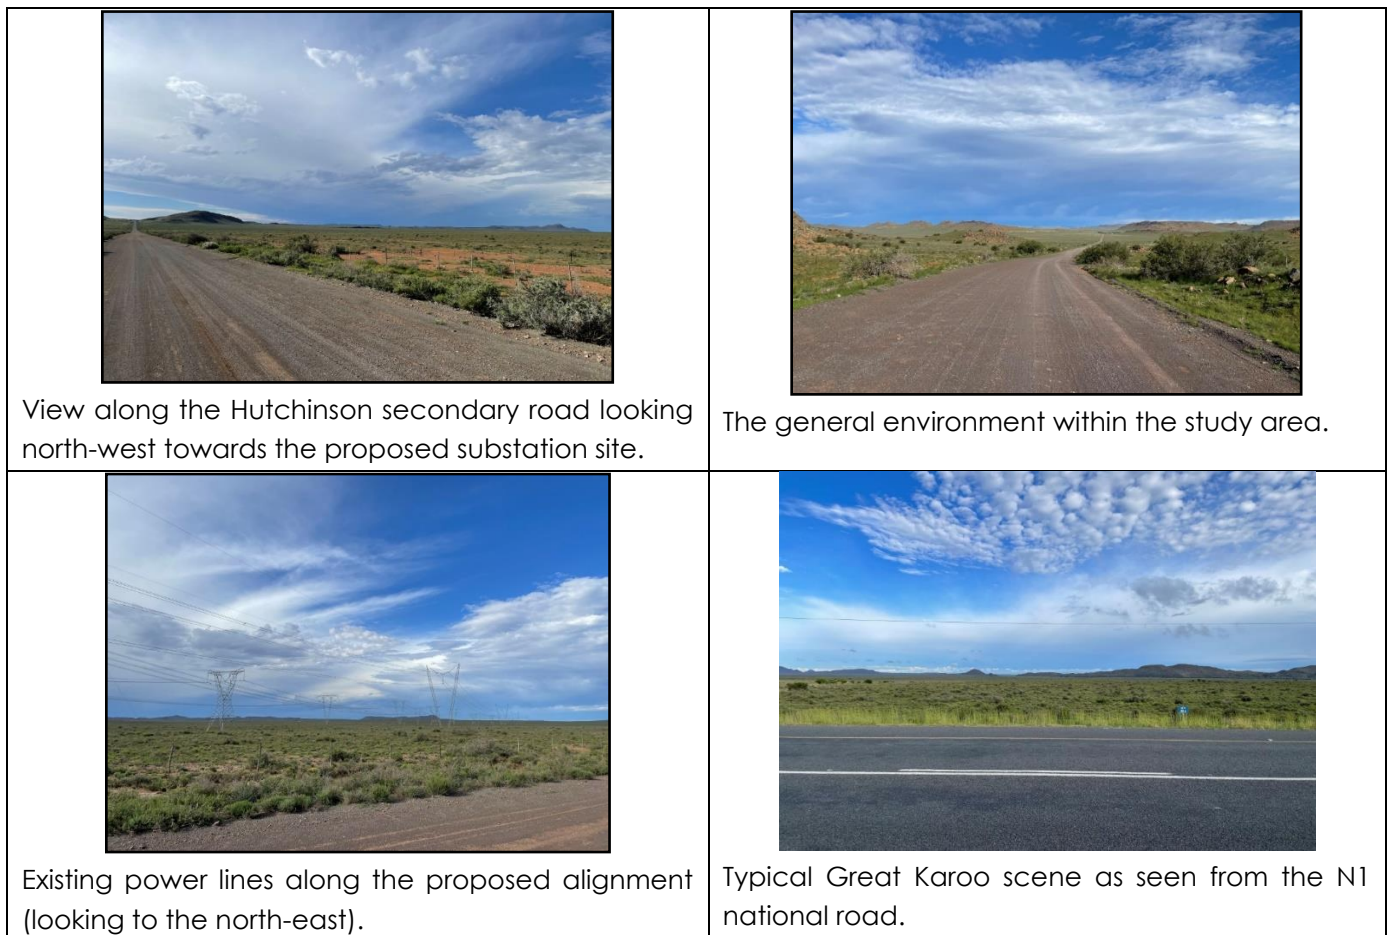 View along the Hutchinson secondary road looking
north-west towards the proposed substation site.
The general environment within the study area.
Existing power lines along the proposed alignment
(looking to the north-east).
Typical Great Karoo scene as seen from the N1
national road.